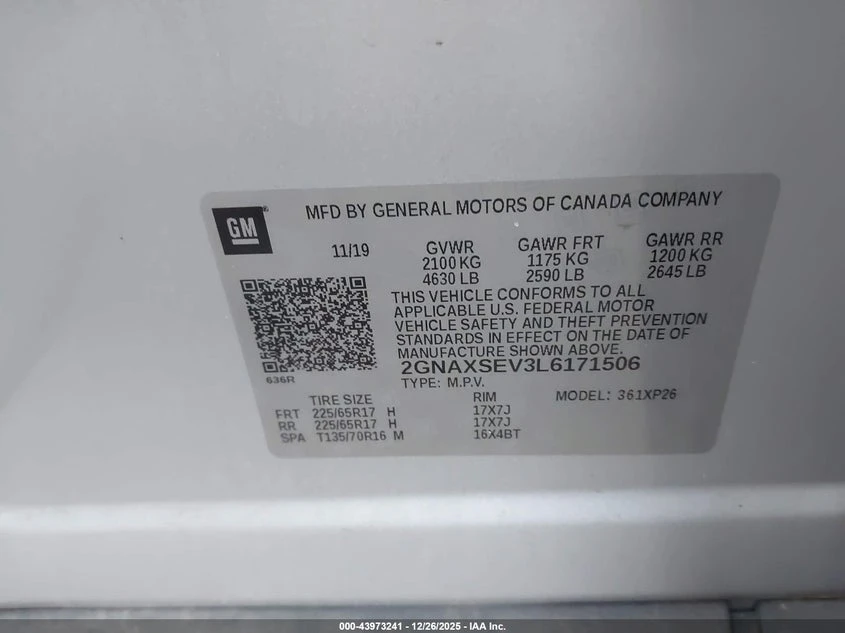 GM ®
MFD BY GENERAL MOTORS OF CANADA COMPANY
11/19 GVWR GAWR FRT GAWR RR
2100 KG 1175 KG 1200 KG
4630 LB 2590 LB 2645 LB
THIS VEHICLE CONFORMS TO ALL
APPLICABLE U.S. FEDERAL MOTOR
VEHICLE SAFETY AND THEFT PREVENTION
STANDARDS IN EFFECT ON THE DATE OF
MANUFACTURE SHOWN ABOVE.
2GNAXSEV3L6171506
636R
TYPE: M.P.V.
TIRE SIZE RIM MODEL: 361XP26
FRT 225/65R17 H 17X7J
RR 225/65R17 H 17X7J
SPA T135/70R16 M 16X4BT
000-43973241 - 12/26/2025 - IAA Inc.